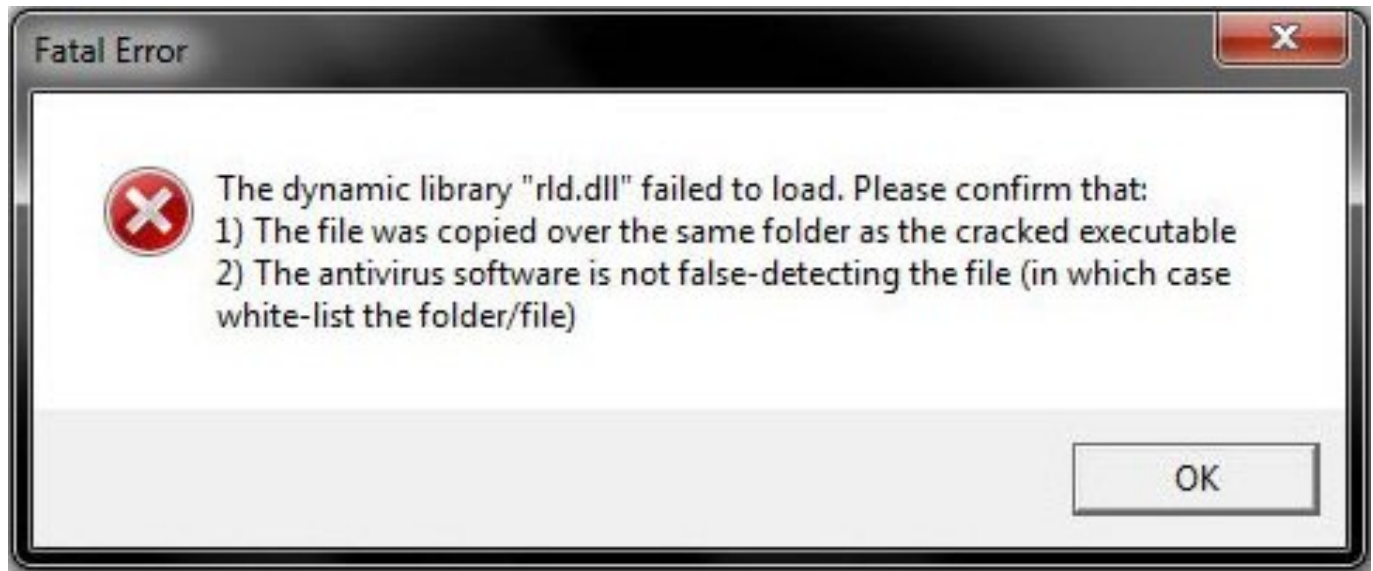 Fatal Error
The dynamic library "rld.dll" failed to load. Please confirm that:
1) The file was copied over the same folder as the cracked executable
2) The antivirus software is not false-detecting the file (in which case
white-list the folder/file)
OK